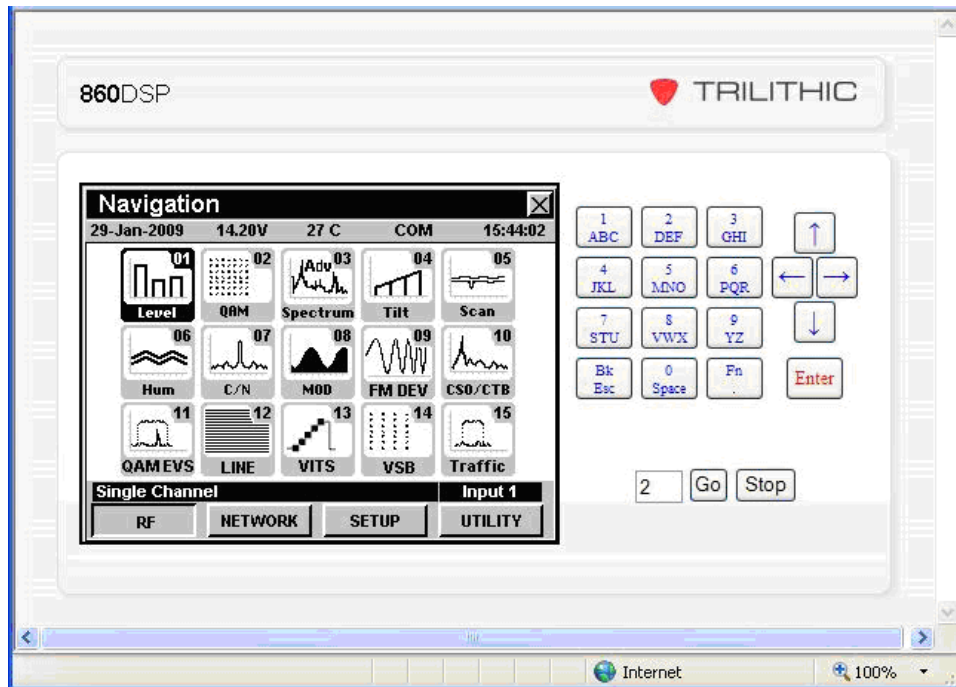 860DSP
TRILITHIC
Navigation
29-Jan-2009 14.20V 27 C COM 15:44:02
01 02 Adv 03 04 05
Level QAM Spectrum Tilt Scan
06 07 08 09 10
Hum C/N MOD FM DEV CSO/CTB
11 12 13 14 15
QAM EVS LINE VITS VSB Traffic
Single Channel Input 1
RF NETWORK SETUP UTILITY
1 2 3
ABC DEF GHI
4 5 6
JKL MNO PQR
7 8 9
STU VWX YZ
Bk 0 Fn
Esc Space .
↑
← →
↓
Enter
2 Go Stop
Internet 100%